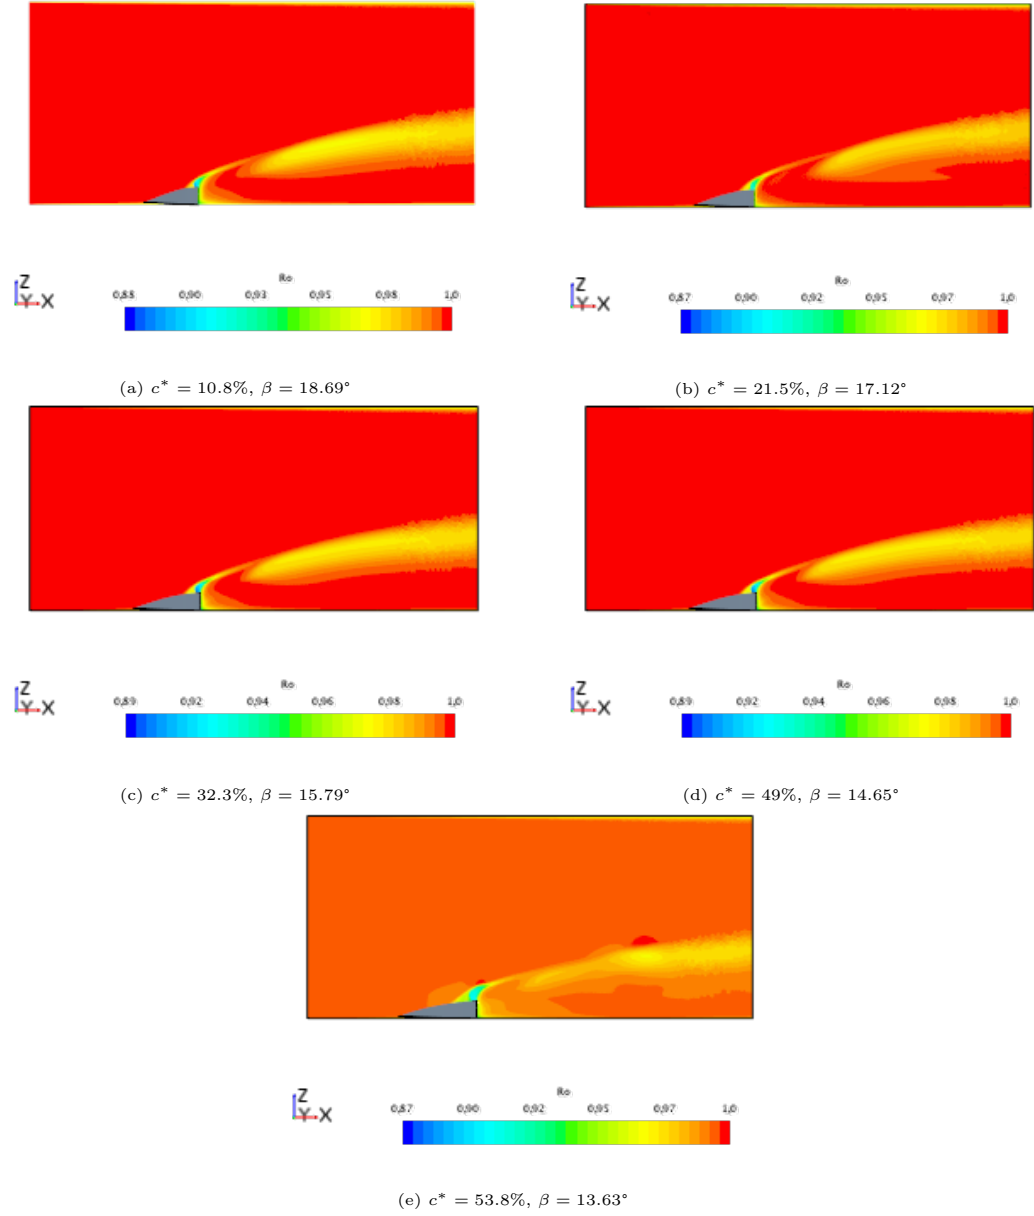 Ro
Z
Y X
0,88 0,90 0,93 0,95 0,98 1,0
(a) c* = 10.8%, β = 18.69°
Ro
Z
Y X
0,87 0,90 0,92 0,95 0,97 1,0
(b) c* = 21.5%, β = 17.12°
Ro
Z
Y X
0,89 0,92 0,94 0,96 0,98 1,0
(c) c* = 32.3%, β = 15.79°
Ro
Z
Y X
0,89 0,92 0,94 0,96 0,98 1,0
(d) c* = 49%, β = 14.65°
Ro
Z
Y X
0,87 0,90 0,92 0,95 0,97 1,0
(e) c* = 53.8%, β = 13.63°